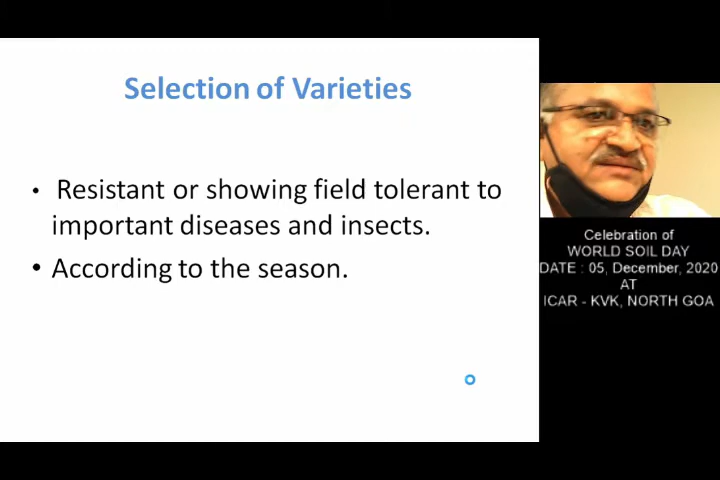 Selection of Varieties
• Resistant or showing field tolerant to
important diseases and insects.
• According to the season.
Celebration of
WORLD SOIL DAY
DATE : 05, December, 2020
AT
ICAR - KVK, NORTH GOA